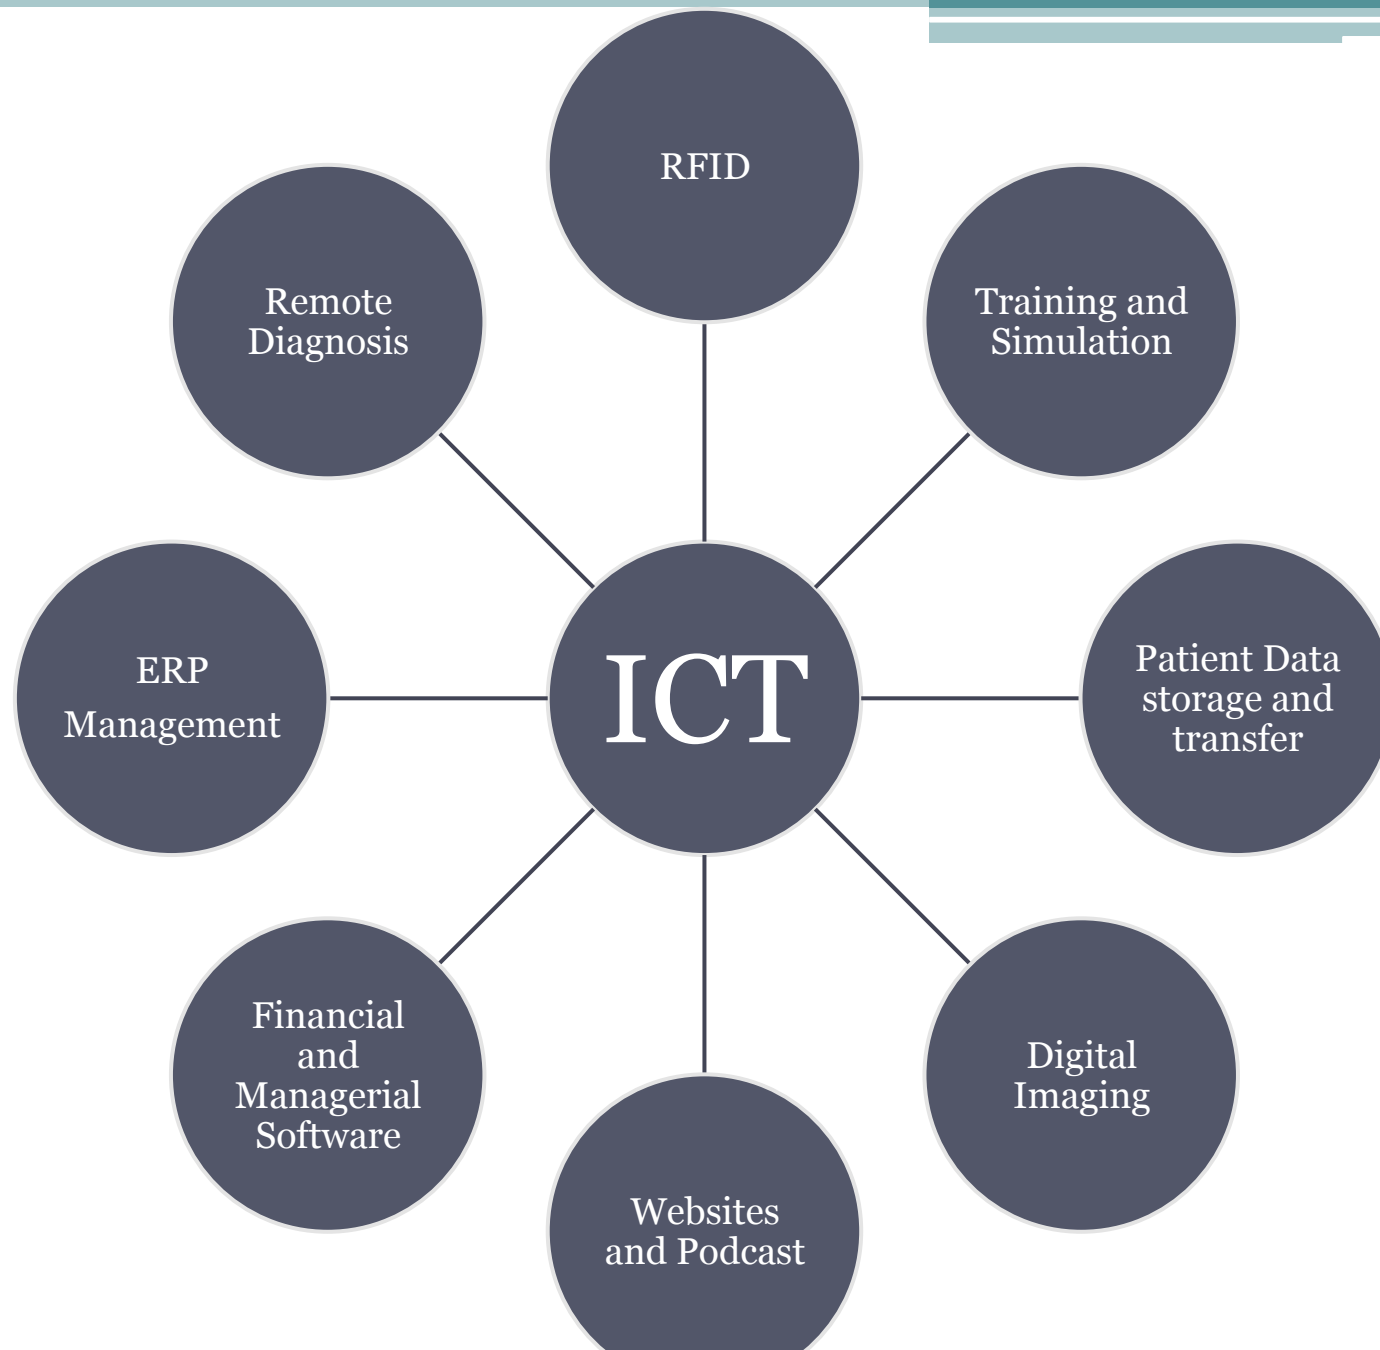 RFID
Remote
Diagnosis
Training and
Simulation
ERP
Management
ICT
Patient Data
storage and
transfer
Financial
and
Managerial
Software
Digital
Imaging
Websites
and Podcast